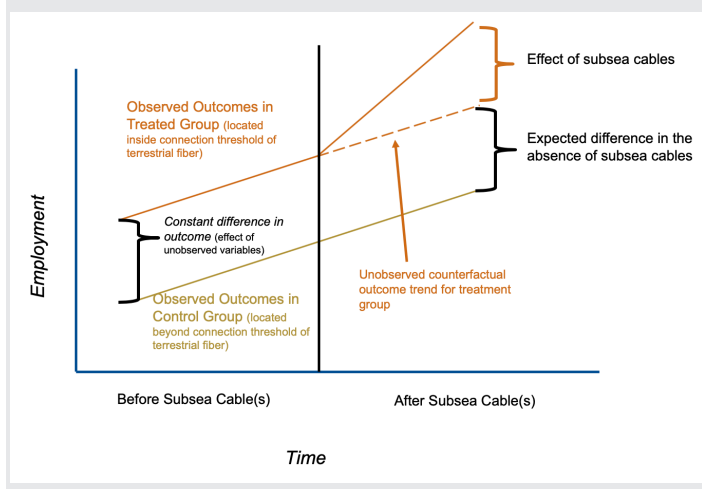 Effect of subsea cables
Observed Outcomes in
Treated Group (located
inside connection threshold of
terrestrial fiber)
Expected difference in the
absence of subsea cables
Employment
Constant difference in
outcome (effect of
unobserved variables)
Unobserved counterfactual
outcome trend for treatment
group
Observed Outcomes in
Control Group (located
beyond connection threshold of
terrestrial fiber)
Before Subsea Cable(s)
After Subsea Cable(s)
Time